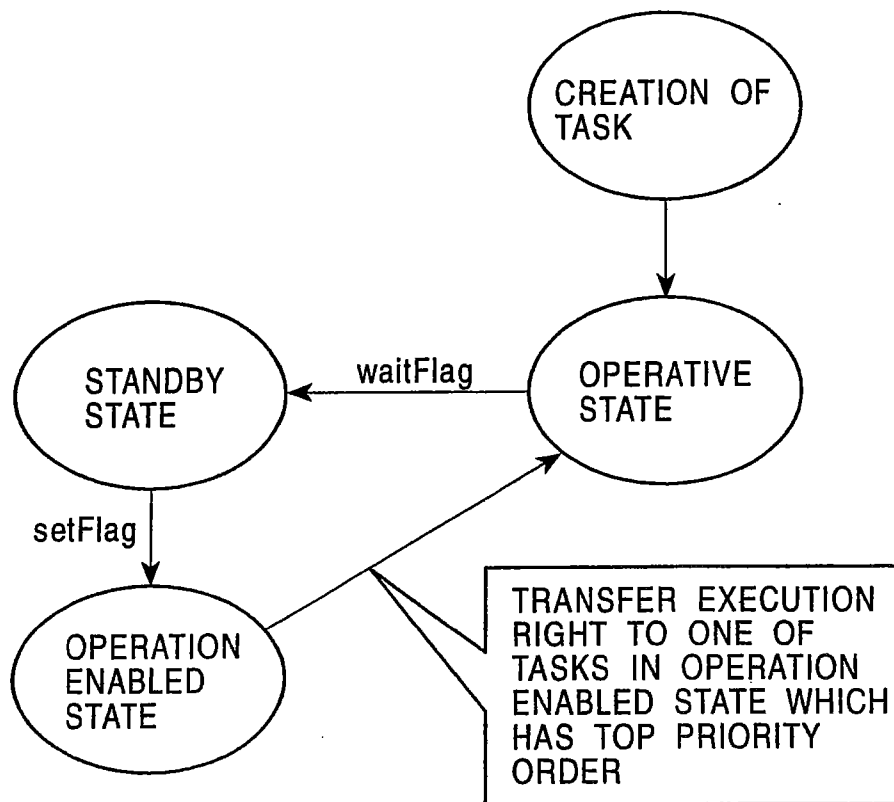 CREATION OF
TASK
STANDBY
STATE
waitFlag
OPERATIVE
STATE
setFlag
OPERATION
ENABLED
STATE
TRANSFER EXECUTION
RIGHT TO ONE OF
TASKS IN OPERATION
ENABLED STATE WHICH
HAS TOP PRIORITY
ORDER